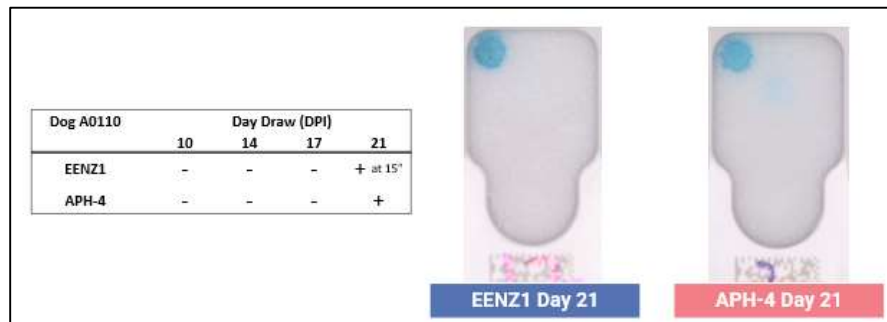 Dog A0110 Day Draw (DPI)
10 14 17 21
EENZ1 - - - + at 15"
APH-4 - - - +
EENZ1 Day 21
APH-4 Day 21